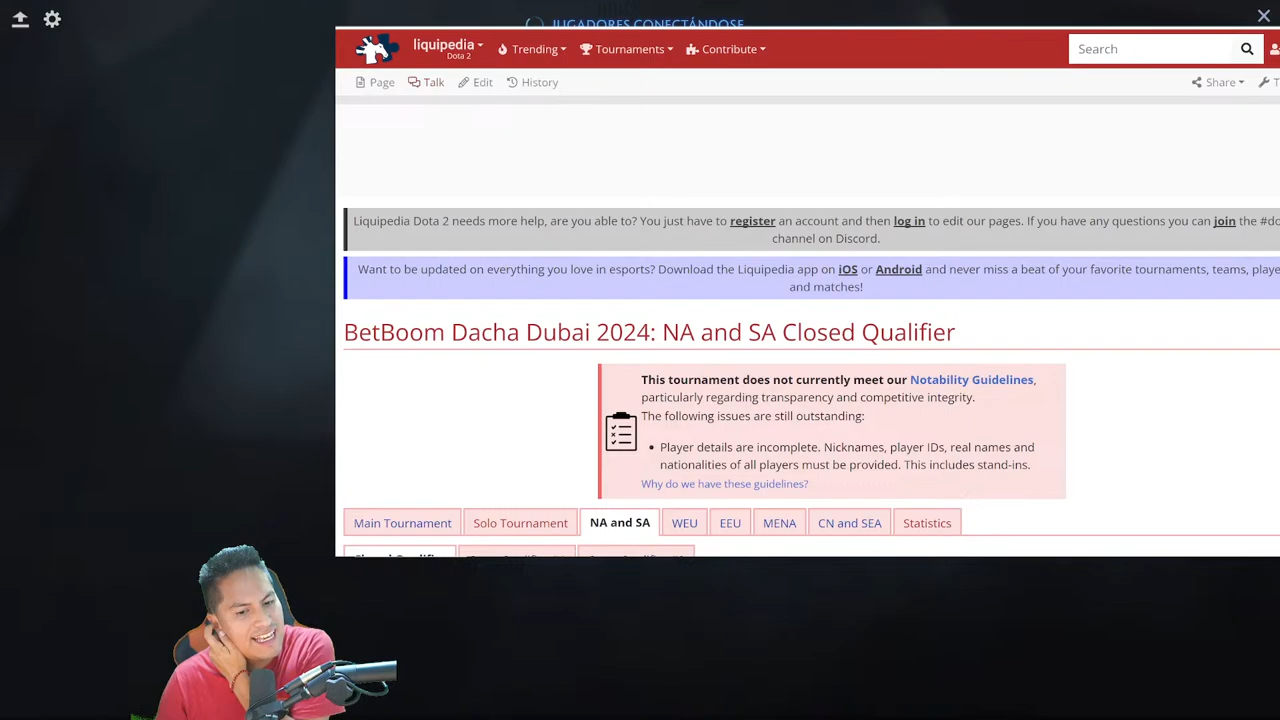 JUGADORES CONECTÁNDOSE
liquipedia
Dota 2
Trending
Tournaments
Contribute
Search
Page
Talk
Edit
History
Share
T
Liquipedia Dota 2 needs more help, are you able to? You just have to register an account and then log in to edit our pages. If you have any questions you can join the #do
channel on Discord.
Want to be updated on everything you love in esports? Download the Liquipedia app on iOS or Android and never miss a beat of your favorite tournaments, teams, playe
and matches!
BetBoom Dacha Dubai 2024: NA and SA Closed Qualifier
This tournament does not currently meet our Notability Guidelines,
particularly regarding transparency and competitive integrity.
The following issues are still outstanding:
• Player details are incomplete. Nicknames, player IDs, real names and
nationalities of all players must be provided. This includes stand-ins.
Why do we have these guidelines?
Main Tournament
Solo Tournament
NA and SA
WEU
EEU
MENA
CN and SEA
Statistics